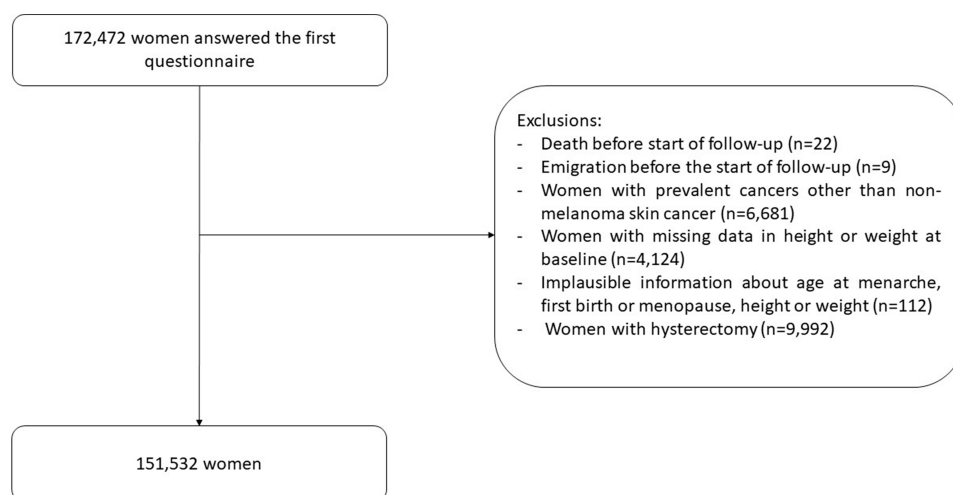 172,472 women answered the first
questionnaire
Exclusions:
- Death before start of follow-up (n=22)
- Emigration before the start of follow-up (n=9)
- Women with prevalent cancers other than non-
melanoma skin cancer (n=6,681)
- Women with missing data in height or weight at
baseline (n=4,124)
- Implausible information about age at menarche,
first birth or menopause, height or weight (n=112)
- Women with hysterectomy (n=9,992)
151,532 women